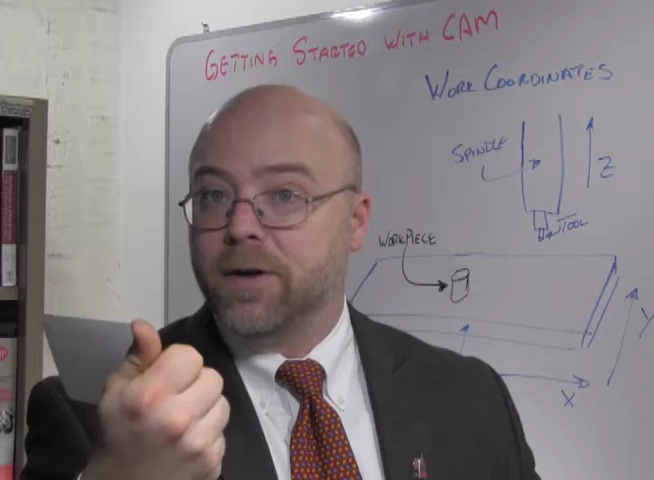 GETTING STARTED WITH CAM
WORK COORDINATES
SPINDLE
Z
TOOL
WORKPIECE
Y
X